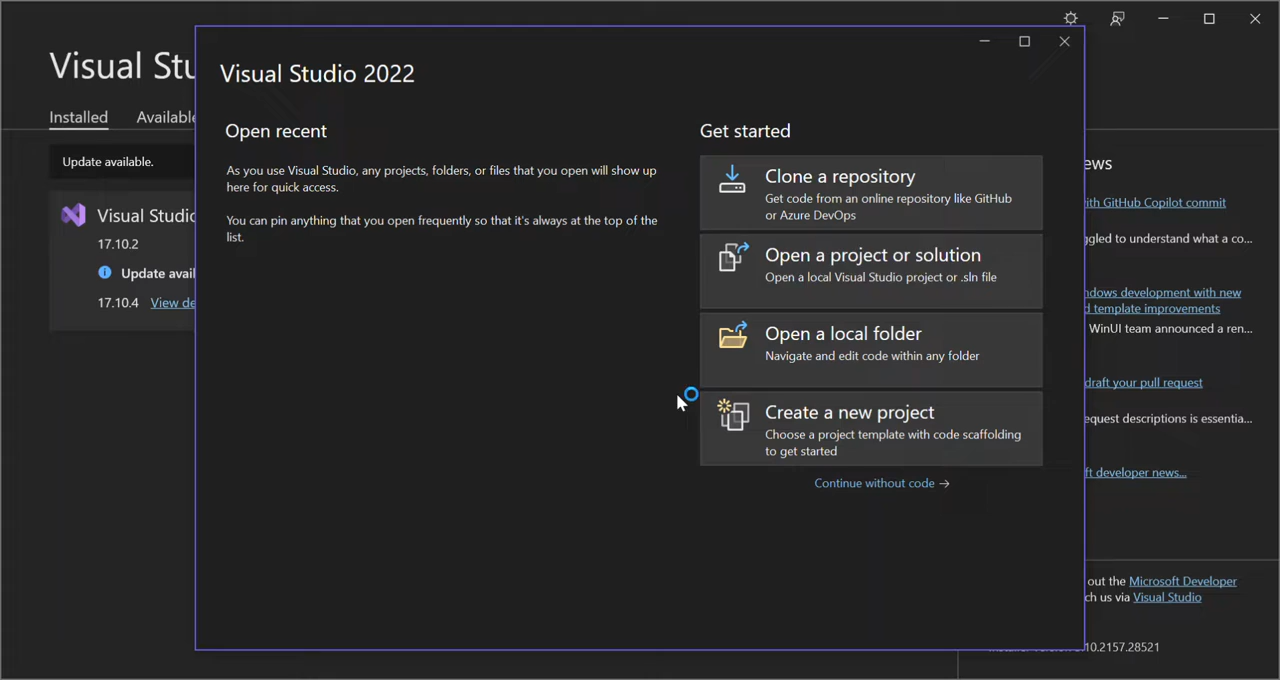 Visual Stu
Installed
Available
Update available.
Visual Studio
17.10.2
Update avail
17.10.4 View de
Visual Studio 2022
Open recent
As you use Visual Studio, any projects, folders, or files that you open will show up
here for quick access.
You can pin anything that you open frequently so that it's always at the top of the
list.
Get started
Clone a repository
Get code from an online repository like GitHub
or Azure DevOps
Open a project or solution
Open a local Visual Studio project or .sln file
Open a local folder
Navigate and edit code within any folder
Create a new project
Choose a project template with code scaffolding
to get started
Continue without code →
ews
ith GitHub Copilot commit
ggled to understand what a co...
ndows development with new
d template improvements
WinUI team announced a ren...
draft your pull request
equest descriptions is essentia...
ft developer news...
out the Microsoft Developer
ch us via Visual Studio
10.2157.28521